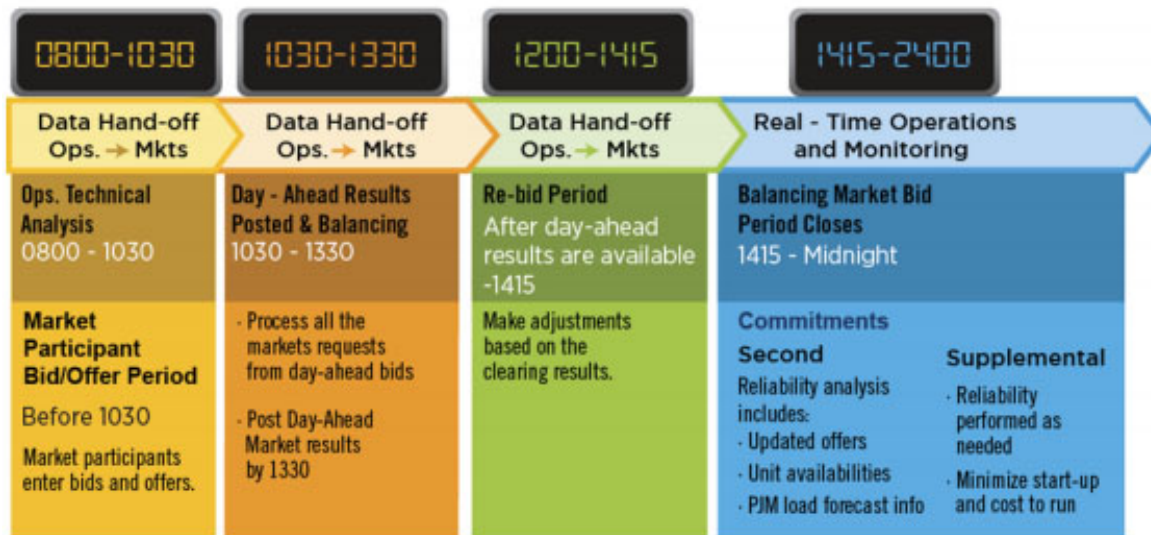 0800-1030
1030-1330
1200-1415
1415-2400
Data Hand-off
Ops. → Mkts
Data Hand-off
Ops. → Mkts
Data Hand-off
Ops. → Mkts
Real - Time Operations
and Monitoring
Ops. Technical
Analysis
0800 - 1030
Market
Participant
Bid/Offer Period
Before 1030
Market participants
enter bids and offers.
Day - Ahead Results
Posted & Balancing
1030 - 1330
· Process all the
markets requests
from day-ahead bids
· Post Day-Ahead
Market results
by 1330
Re-bid Period
After day-ahead
results are available
-1415
Make adjustments
based on the
clearing results.
Balancing Market Bid
Period Closes
1415 - Midnight
Commitments
Second
Reliability analysis
includes:
· Updated offers
· Unit availabilities
· PJM load forecast info
Supplemental
· Reliability
performed as
needed
· Minimize start-up
and cost to run